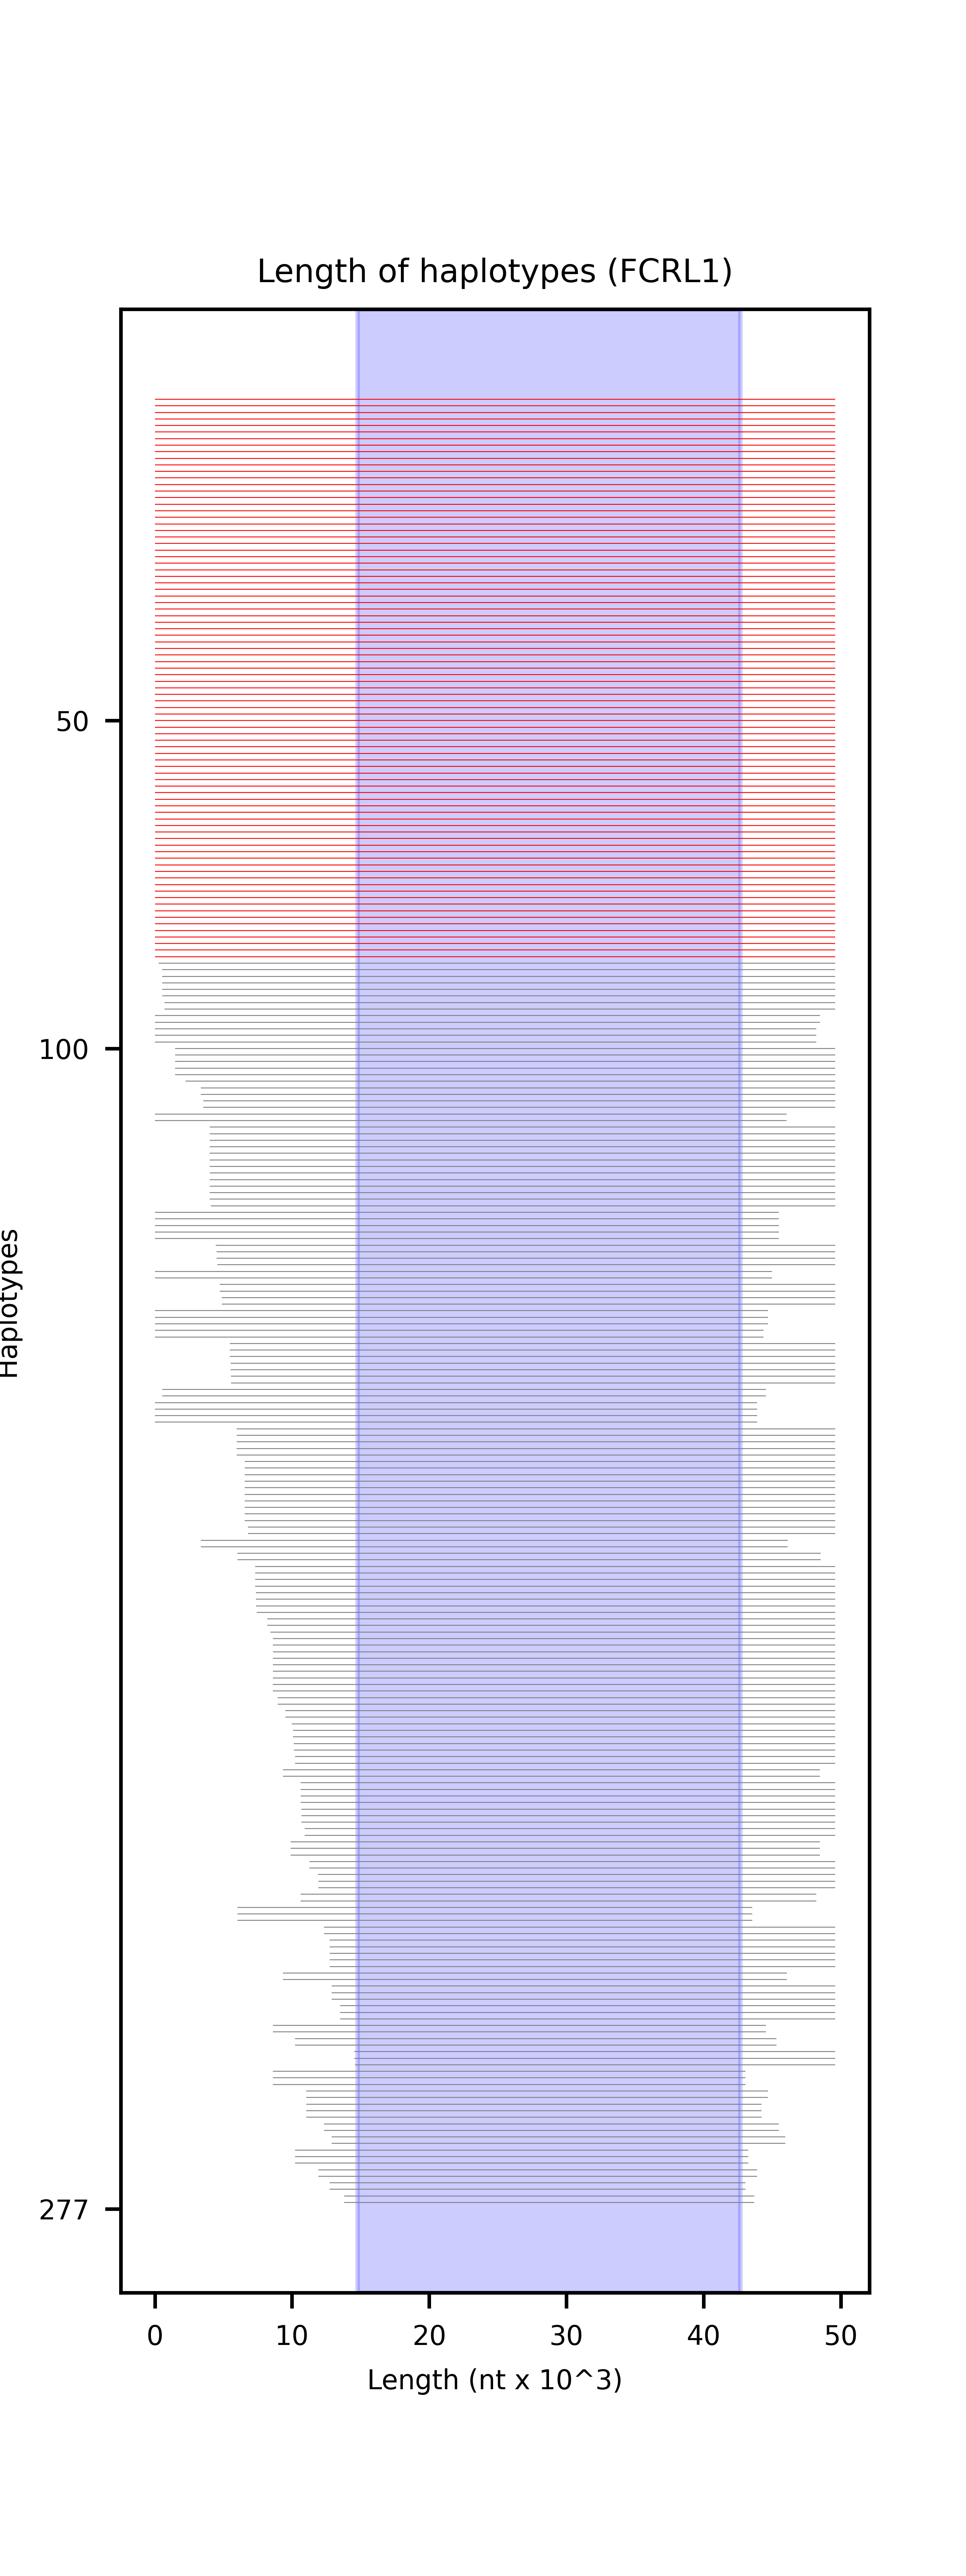 Length of haplotypes (FCRL1)
50
100
Haplotypes
277
0 10 20 30 40 50
Length (nt x 10^3)